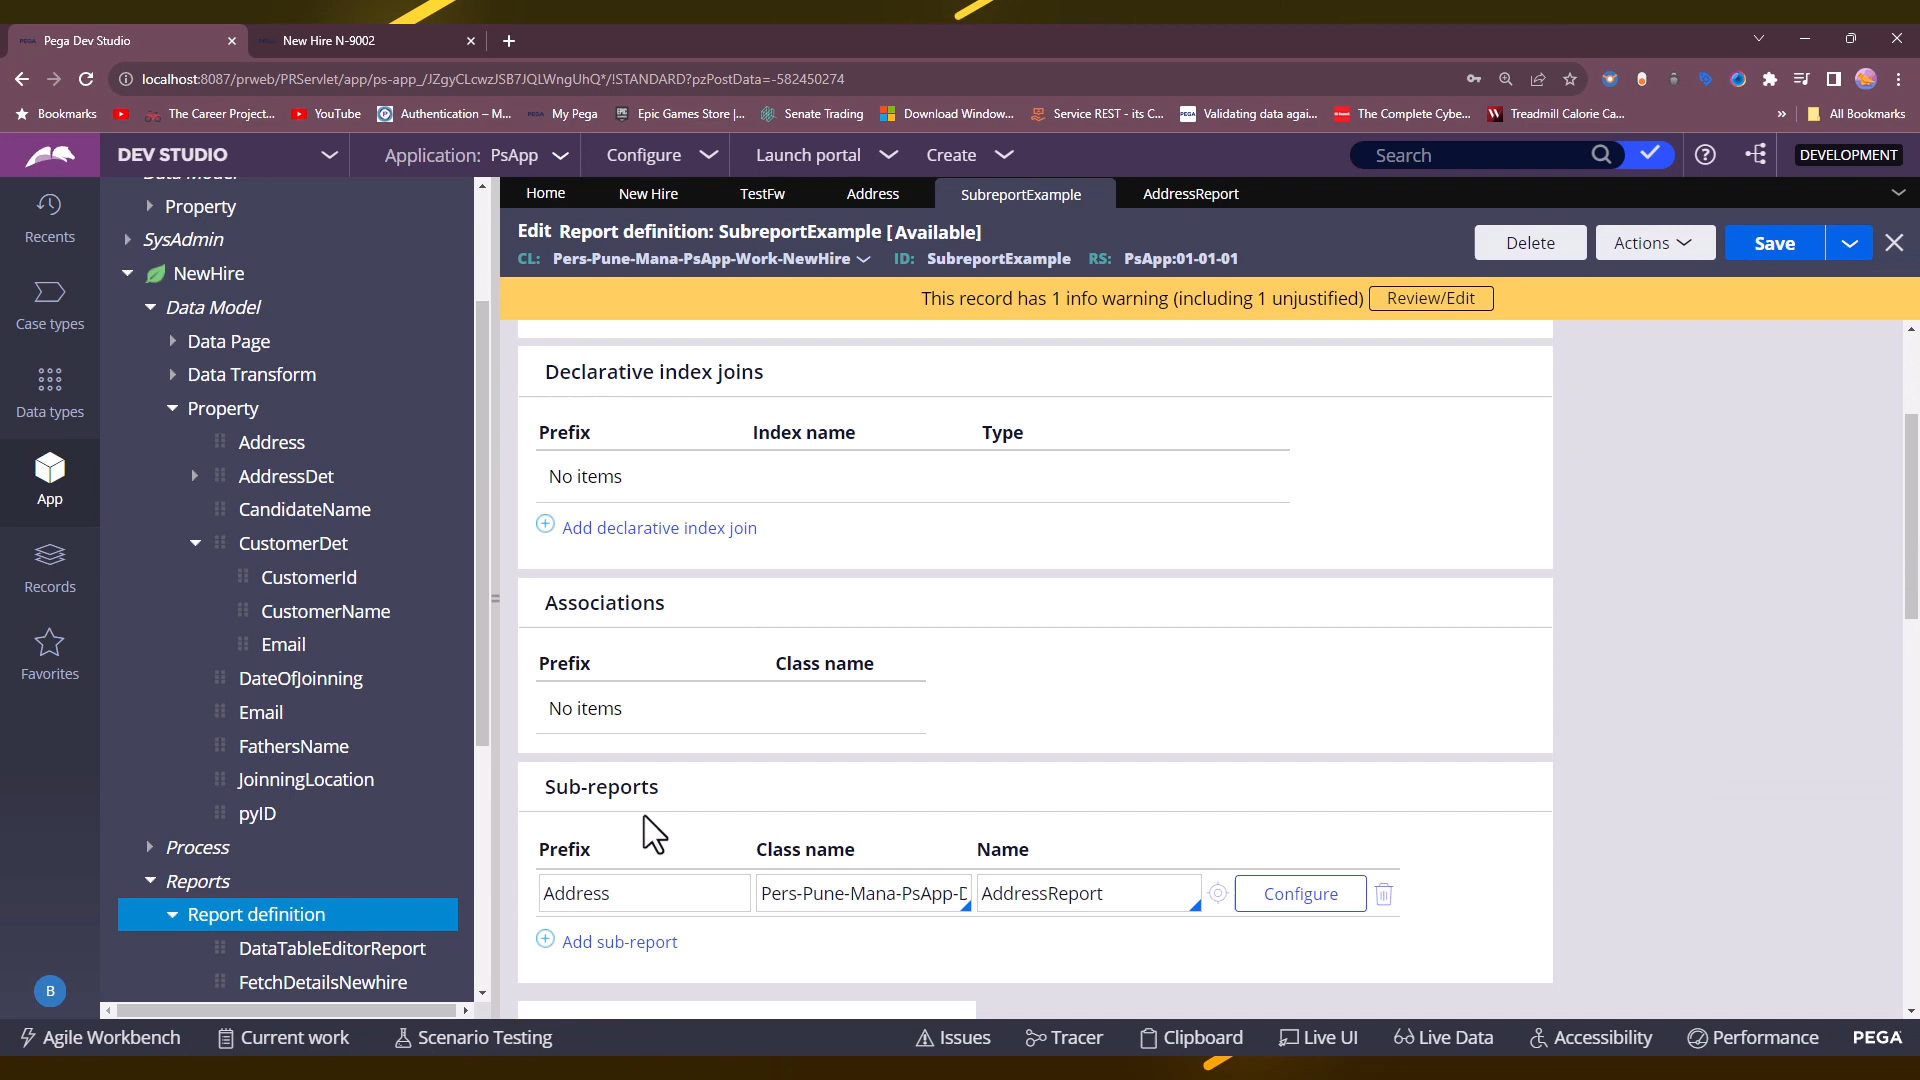 Pega Dev Studio
New Hire N-9002
localhost:8087/prweb/PRServlet/app/ps-app_/JZgyCLcwzJSB7JQLWngUhQ*/!STANDARD?pzPostData=-582450274
Bookmarks
The Career Project...
YouTube
Authentication – M...
My Pega
Epic Games Store |...
Senate Trading
Download Window...
Service REST - its C...
Validating data agai...
The Complete Cybe...
Treadmill Calorie Ca...
»
All Bookmarks
DEV STUDIO
Application: PsApp
Configure
Launch portal
Create
Search
DEVELOPMENT
Recents
Case types
Data types
App
Records
Favorites
B
Data Model
Property
SysAdmin
NewHire
Data Model
Data Page
Data Transform
Property
Address
AddressDet
CandidateName
CustomerDet
CustomerId
CustomerName
Email
DateOfJoinning
Email
FathersName
JoinningLocation
pyID
Process
Reports
Report definition
DataTableEditorReport
FetchDetailsNewhire
Home
New Hire
TestFw
Address
SubreportExample
AddressReport
Edit Report definition: SubreportExample [Available]
CL: Pers-Pune-Mana-PsApp-Work-NewHire ID: SubreportExample RS: PsApp:01-01-01
Delete
Actions
Save
This record has 1 info warning (including 1 unjustified)
Review/Edit
Declarative index joins
Prefix Index name Type
No items
Add declarative index join
Associations
Prefix Class name
No items
Sub-reports
Prefix Class name Name
Address Pers-Pune-Mana-PsApp-D AddressReport Configure
Add sub-report
Agile Workbench
Current work
Scenario Testing
Issues
Tracer
Clipboard
Live UI
Live Data
Accessibility
Performance
PEGA